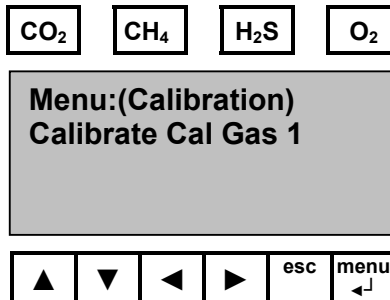 CO₂ CH₄ H₂S O₂
Menu:(Calibration)
Calibrate Cal Gas 1
▲ ▼ ◄ ► esc menu ↵